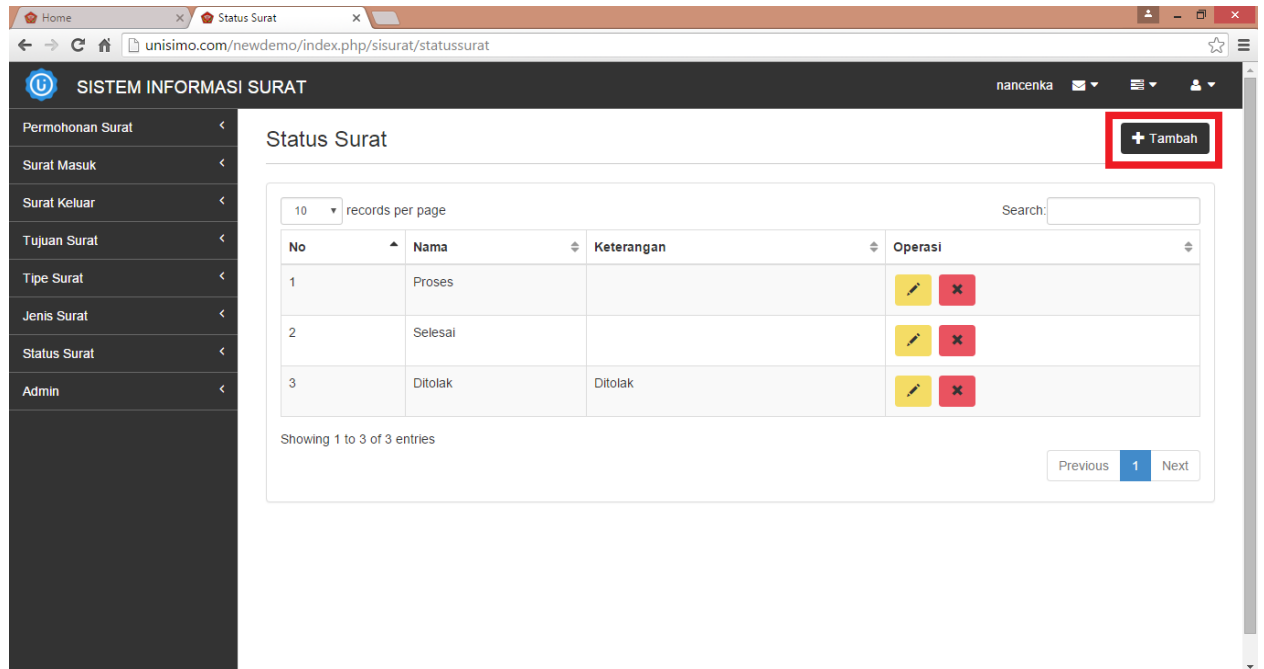 Home
Status Surat
unisimo.com/newdemo/index.php/sisurat/statussurat
SISTEM INFORMASI SURAT
nancenka
Permohonan Surat
Surat Masuk
Surat Keluar
Tujuan Surat
Tipe Surat
Jenis Surat
Status Surat
Admin
Status Surat
Tambah
10 records per page
Search:
No Nama Keterangan Operasi
1 Proses
2 Selesai
3 Ditolak Ditolak
Showing 1 to 3 of 3 entries
Previous 1 Next